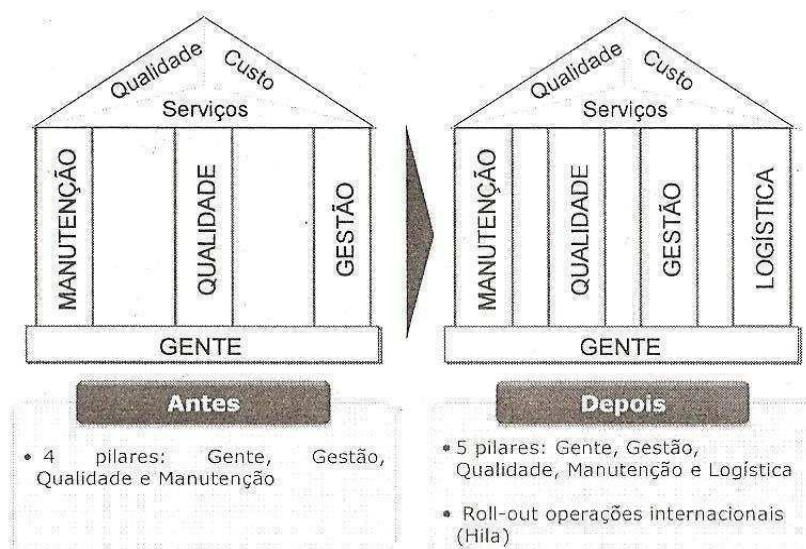 Qualidade Custo
Serviços
MANUTENÇÃO
QUALIDADE
GESTÃO
GENTE
Antes
• 4 pilares: Gente, Gestão,
Qualidade e Manutenção
Qualidade Custo
Serviços
MANUTENÇÃO
QUALIDADE
GESTÃO
LOGÍSTICA
GENTE
Depois
• 5 pilares: Gente, Gestão,
Qualidade, Manutenção e Logística
• Roll-out operações internacionais
(Hila)